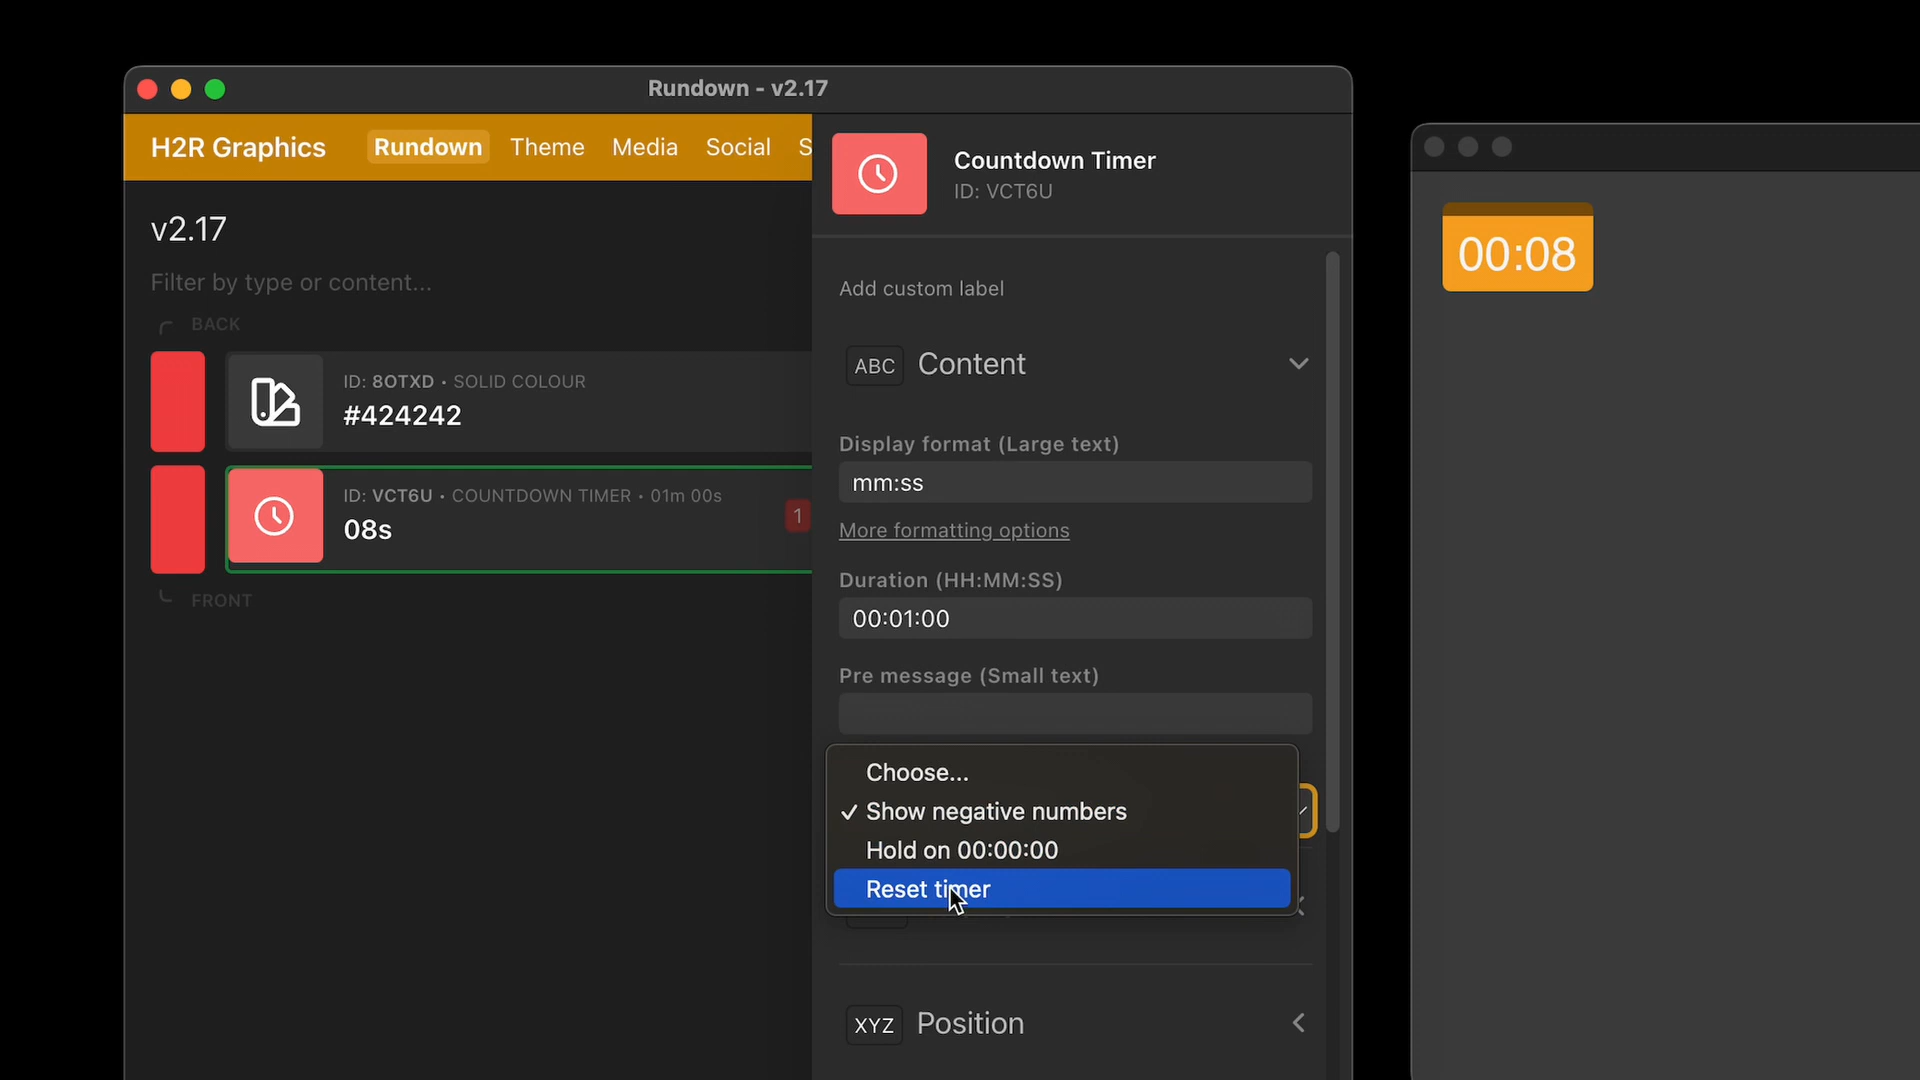 Rundown - v2.17
H2R Graphics Rundown Theme Media Social S
v2.17
Filter by type or content...
BACK
ID: 8OTXD • SOLID COLOUR
#424242
ID: VCT6U • COUNTDOWN TIMER • 01m 00s
08s
1
FRONT
Countdown Timer
ID: VCT6U
Add custom label
ABC Content
Display format (Large text)
mm:ss
More formatting options
Duration (HH:MM:SS)
00:01:00
Pre message (Small text)
Choose...
✓ Show negative numbers
Hold on 00:00:00
Reset timer
XYZ Position
00:08